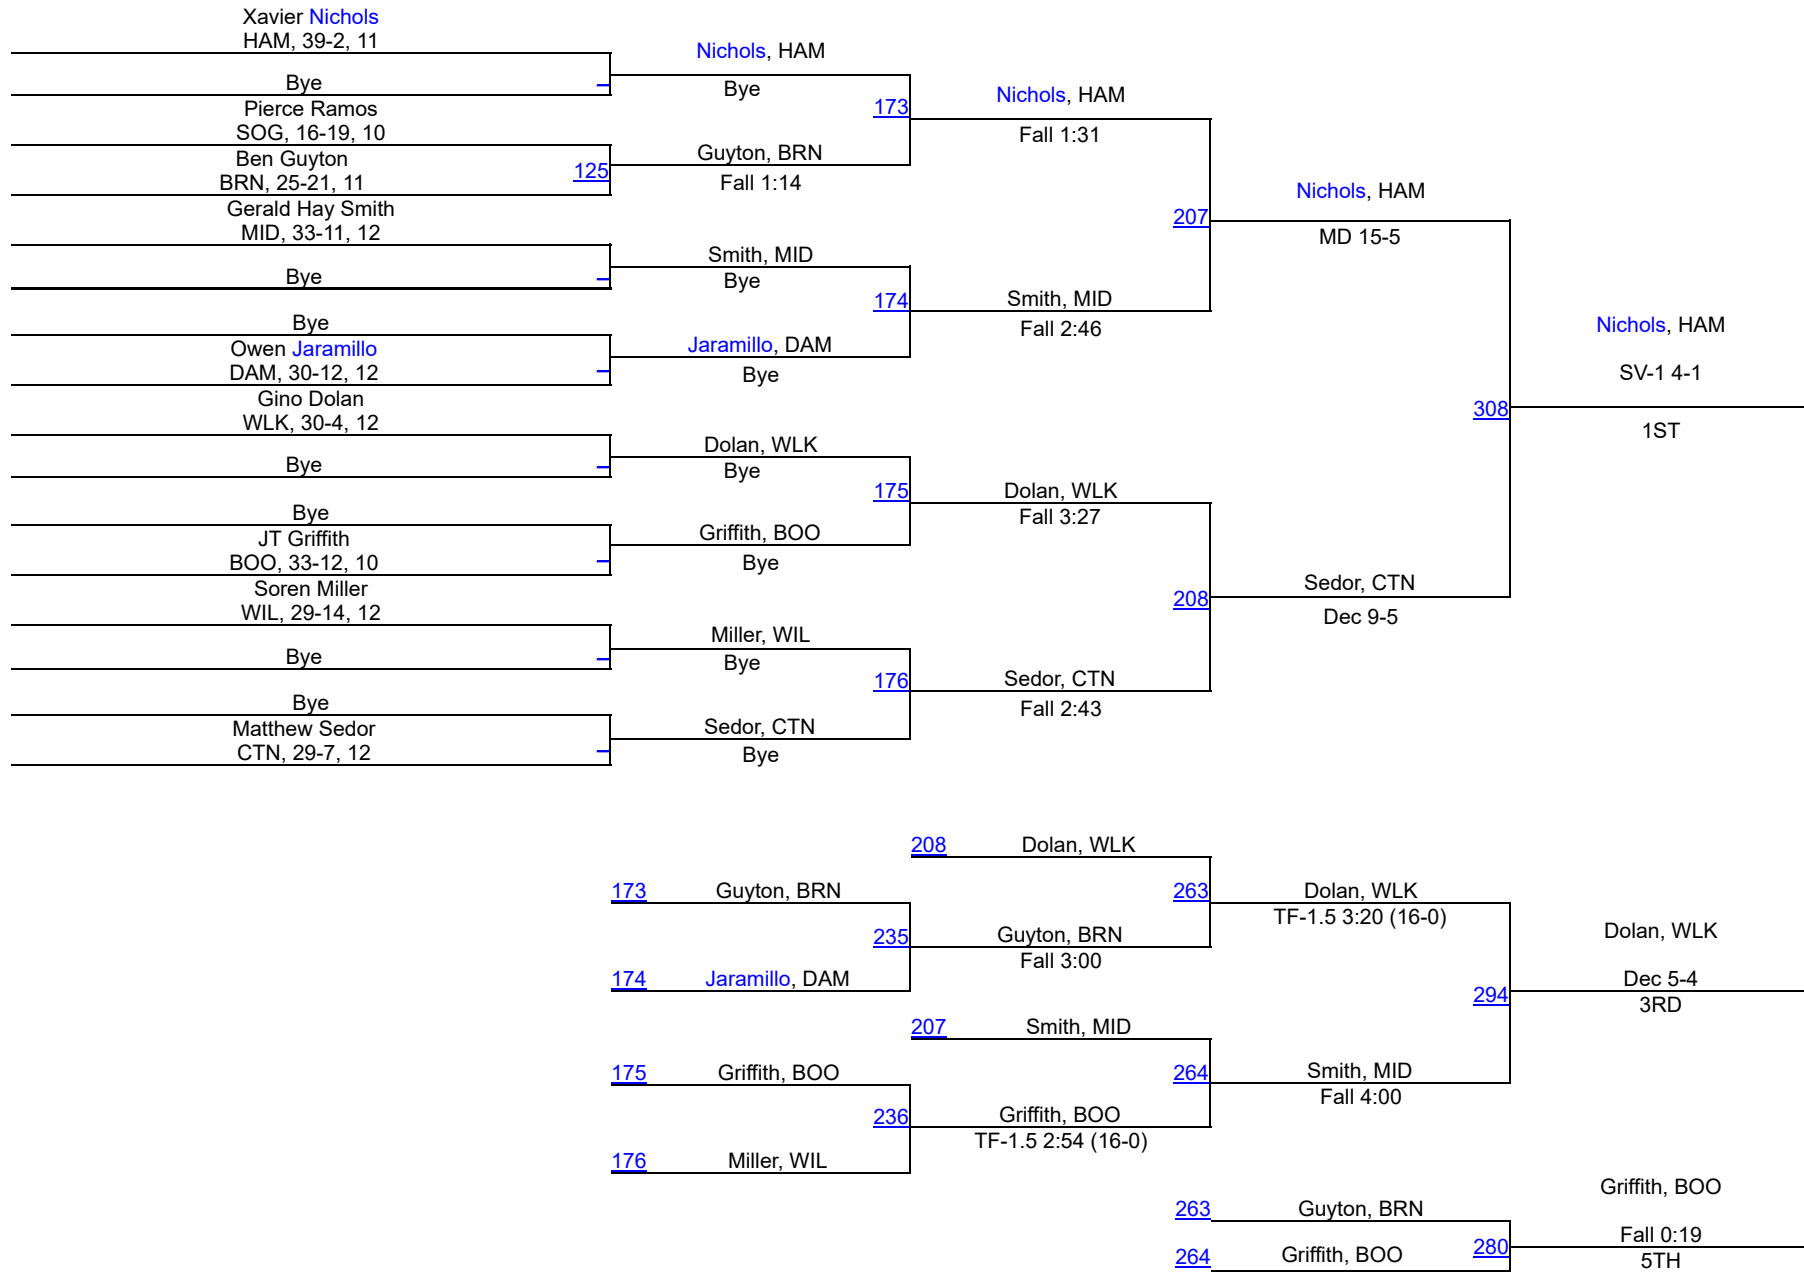 Xavier Nichols
HAM, 39-2, 11
Bye
Pierce Ramos
SOG, 16-19, 10
Ben Guyton
BRN, 25-21, 11
125
Gerald Hay Smith
MID, 33-11, 12
Bye
Bye
Owen Jaramillo
DAM, 30-12, 12
Gino Dolan
WLK, 30-4, 12
Bye
Bye
JT Griffith
BOO, 33-12, 10
Soren Miller
WIL, 29-14, 12
Bye
Bye
Matthew Sedor
CTN, 29-7, 12
Nichols, HAM
Bye
173
Guyton, BRN
Fall 1:14
Smith, MID
Bye
174
Jaramillo, DAM
Bye
Dolan, WLK
Bye
175
Griffith, BOO
Bye
Miller, WIL
Bye
176
Sedor, CTN
Bye
Nichols, HAM
Fall 1:31
207
Smith, MID
Fall 2:46
Dolan, WLK
Fall 3:27
208
Sedor, CTN
Fall 2:43
Nichols, HAM
MD 15-5
308
Sedor, CTN
Dec 9-5
Nichols, HAM
SV-1 4-1
1ST
208 Dolan, WLK
173 Guyton, BRN
263
Dolan, WLK
TF-1.5 3:20 (16-0)
235
Guyton, BRN
Fall 3:00
174 Jaramillo, DAM
Dolan, WLK
Dec 5-4
3RD
294
207 Smith, MID
175 Griffith, BOO
264
Smith, MID
Fall 4:00
236
Griffith, BOO
TF-1.5 2:54 (16-0)
176 Miller, WIL
263 Guyton, BRN
264 Griffith, BOO
280
Griffith, BOO
Fall 0:19
5TH